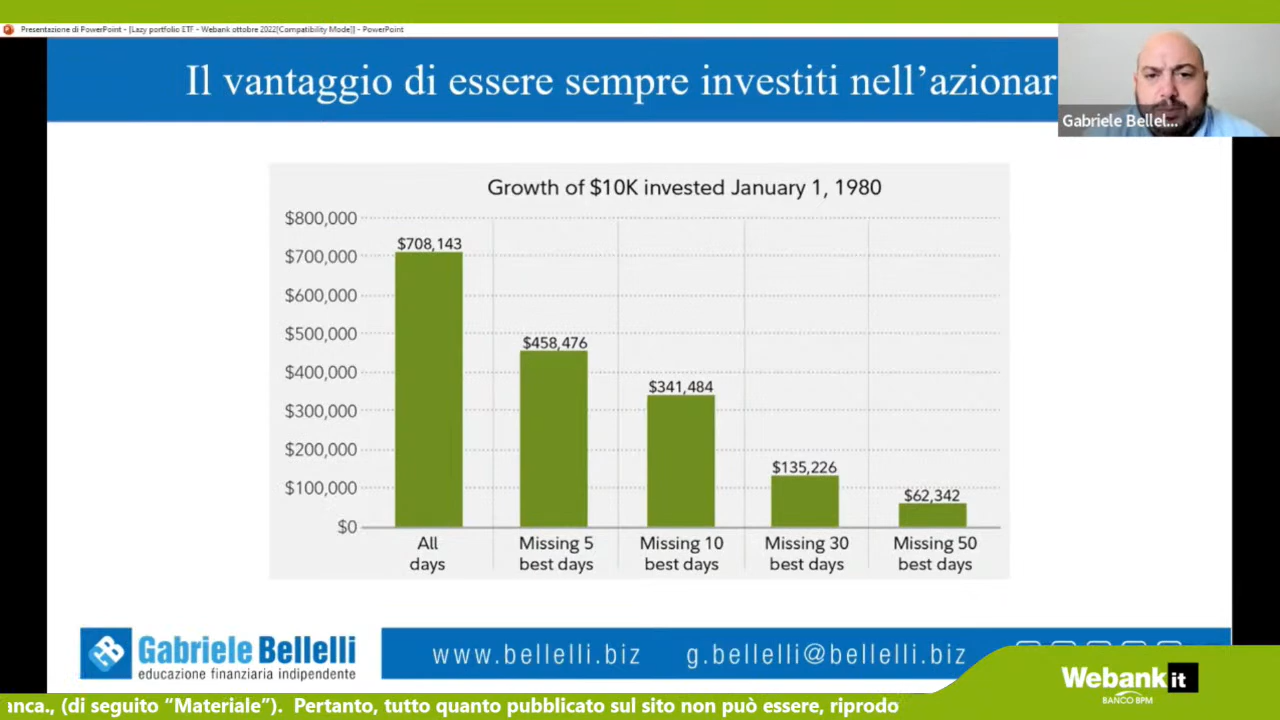 Presentazione di PowerPoint - [Lazy portfolio ETF - Webank ottobre 2022[Compatibility Mode]] - PowerPoint
Il vantaggio di essere sempre investiti nell'azionar
Gabriele Bellel...
Growth of $10K invested January 1, 1980
$800,000
$700,000
$600,000
$500,000
$400,000
$300,000
$200,000
$100,000
$0
$708,143
$458,476
$341,484
$135,226
$62,342
All
days
Missing 5
best days
Missing 10
best days
Missing 30
best days
Missing 50
best days
Gabriele Bellelli
educazione finanziaria indipendente
www.bellelli.biz g.bellelli@bellelli.biz
Webank it
BANCO BPM
anca., (di seguito “Materiale”). Pertanto, tutto quanto pubblicato sul sito non può essere, riprodo